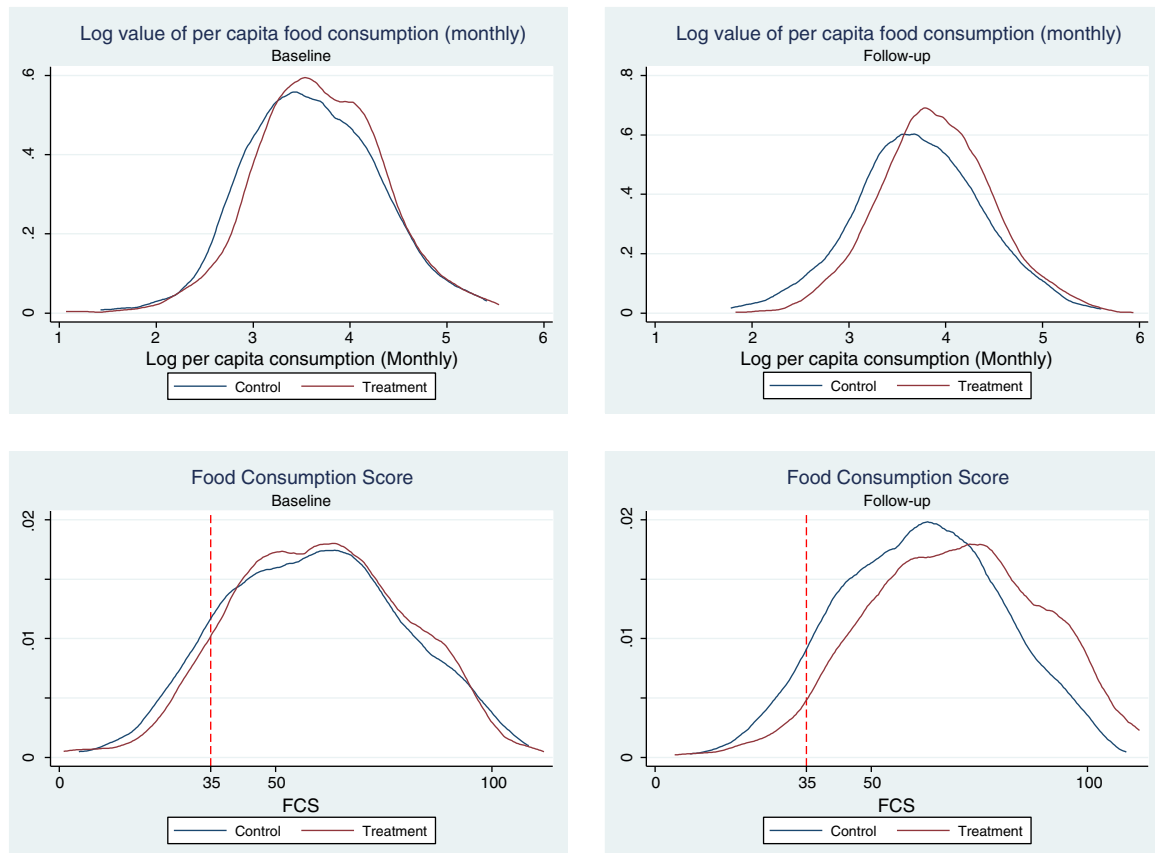 Log value of per capita food consumption (monthly)
Baseline
.6
.4
.2
0
1 2 3 4 5 6
Log per capita consumption (Monthly)
Control Treatment
Log value of per capita food consumption (monthly)
Follow-up
.8
.6
.4
.2
0
1 2 3 4 5 6
Log per capita consumption (Monthly)
Control Treatment
Food Consumption Score
Baseline
.02
.01
0
0 35 50 100
FCS
Control Treatment
Food Consumption Score
Follow-up
.02
.01
0
0 35 50 100
FCS
Control Treatment